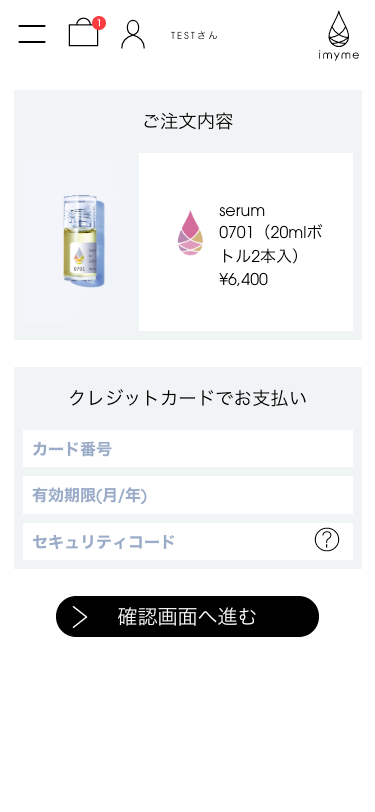 1
TESTさん
imyme
ご注文内容
0701
serum
0701（20mlボ
トル2本入）
¥6,400
クレジットカードでお支払い
カード番号
有効期限(月/年)
セキュリティコード
?
確認画面へ進む